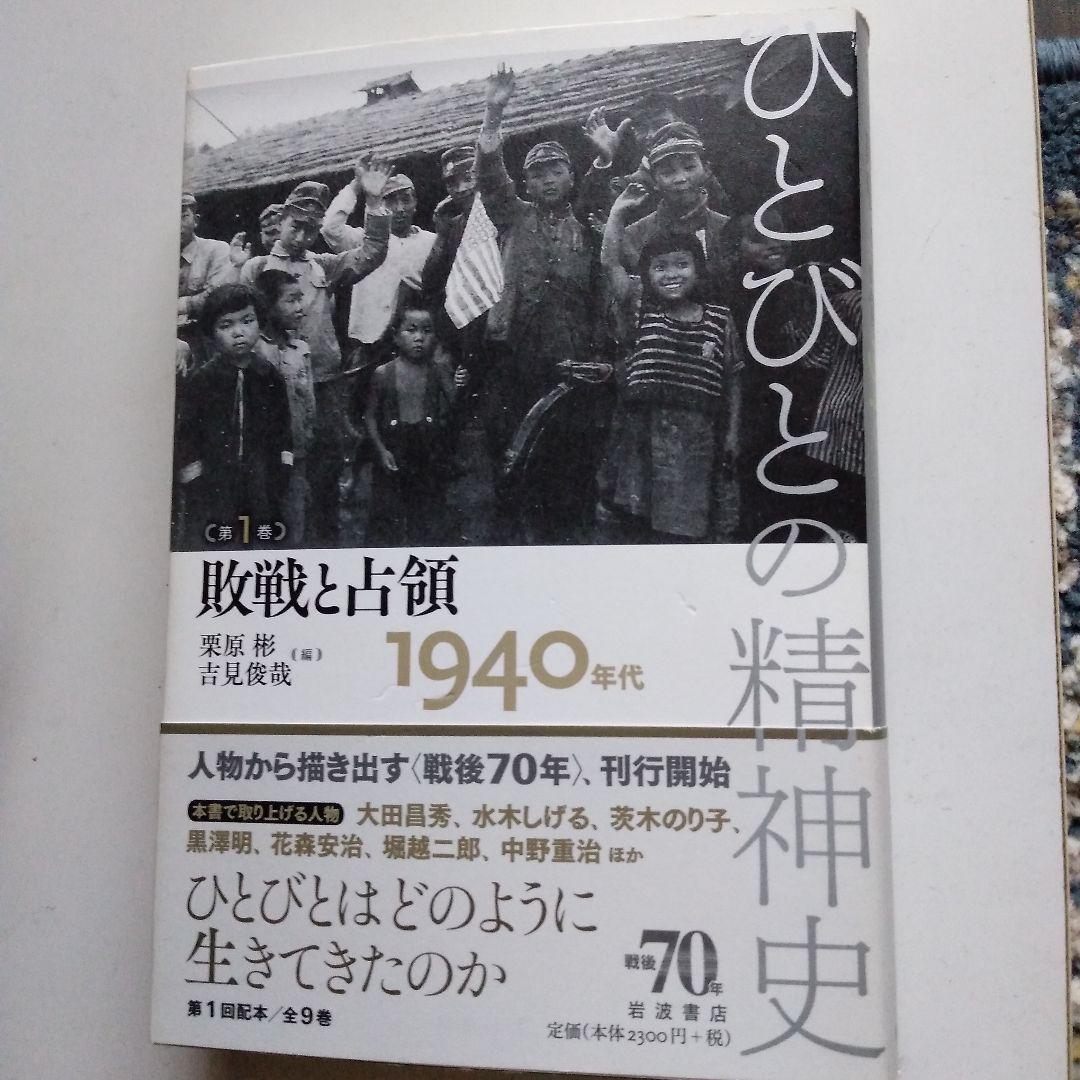 ひとびとの精神史
（第1巻）
敗戦と占領
1940年代
栗原 彬
吉見俊哉
（編）
人物から描き出す〈戦後70年〉、刊行開始
本書で取り上げる人物 大田昌秀、水木しげる、茨木のり子、
黒澤明、花森安治、堀越二郎、中野重治 ほか
ひとびとは どのように
生きてきたのか
第1回配本／全9巻
戦後70年
岩波書店
定価(本体2300円+税)